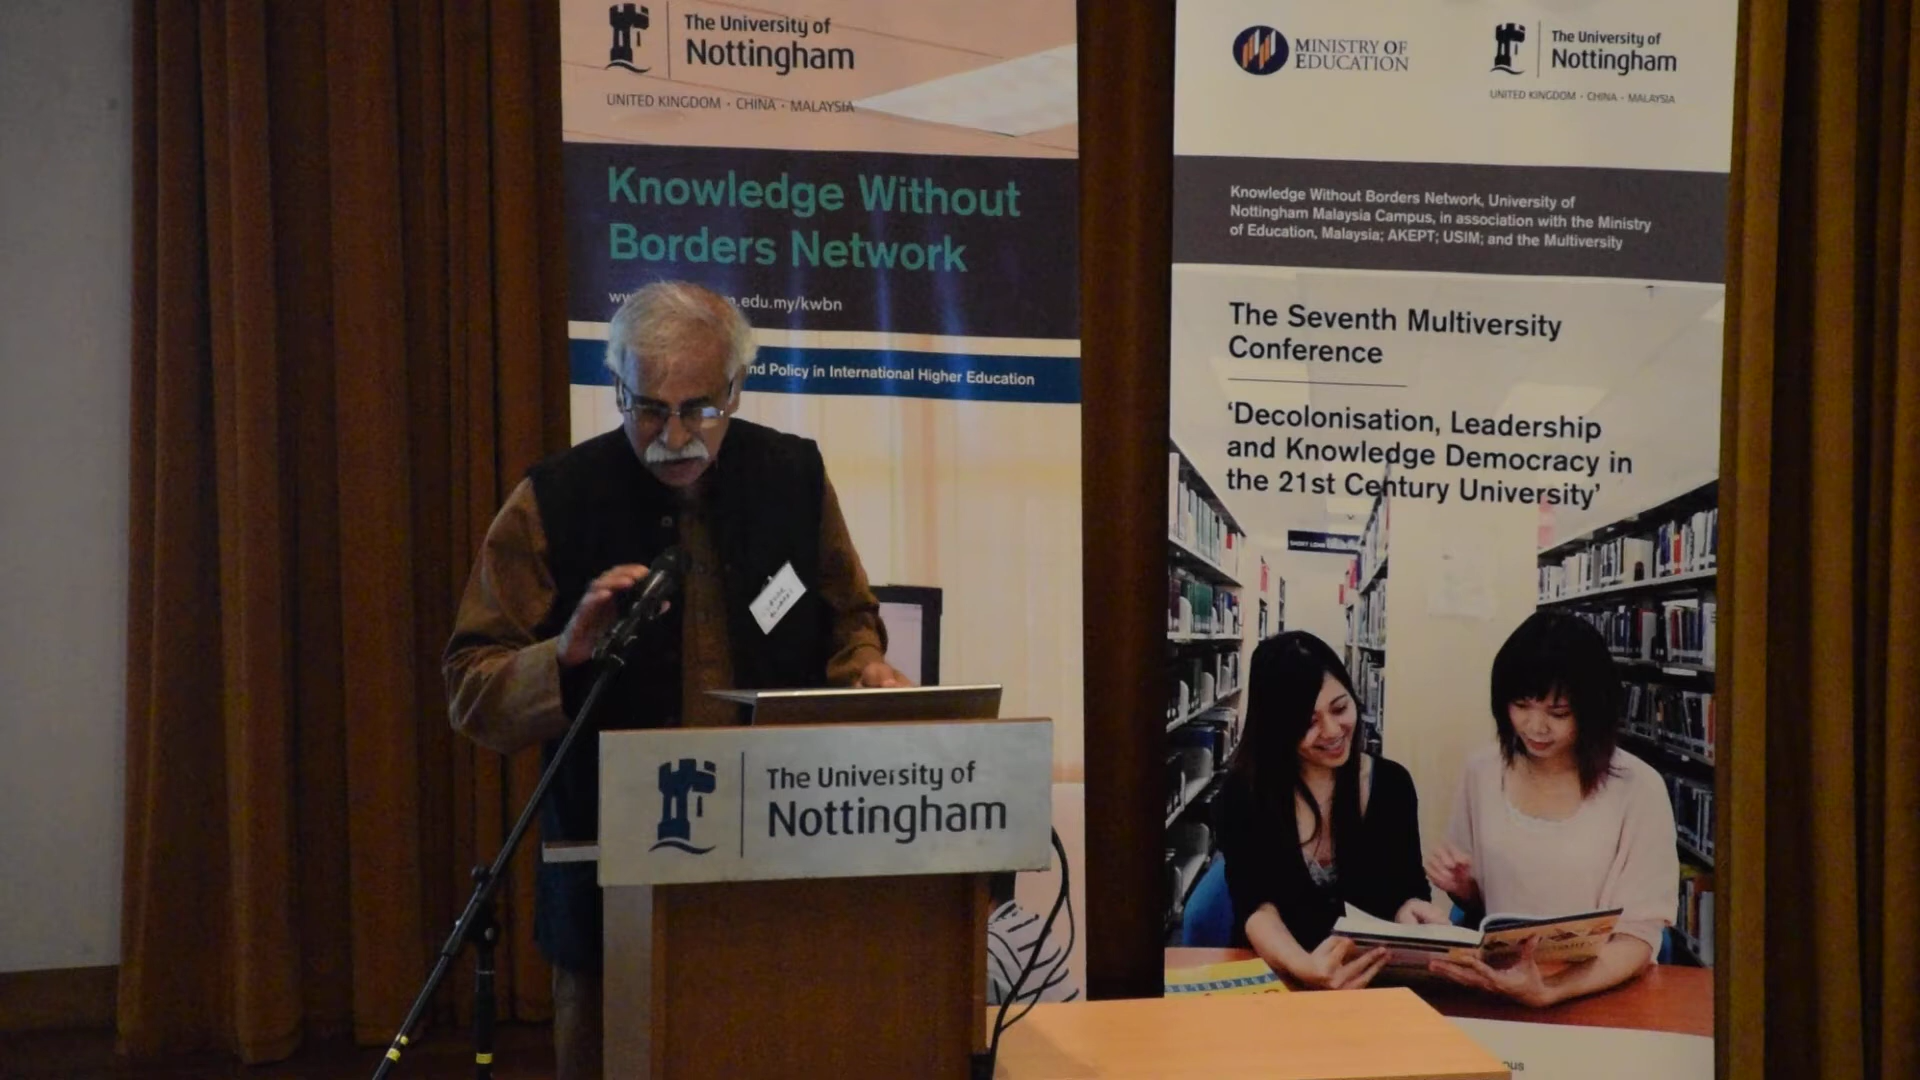 The University of
Nottingham
UNITED KINGDOM · CHINA · MALAYSIA
Knowledge Without
Borders Network
.edu.my/kwbn
and Policy in International Higher Education
MINISTRY OF
EDUCATION
The University of
Nottingham
UNITED KINGDOM · CHINA · MALAYSIA
Knowledge Without Borders Network, University of
Nottingham Malaysia Campus, in association with the Ministry
of Education, Malaysia; AKEPT; USIM; and the Multiversity
The Seventh Multiversity
Conference
‘Decolonisation, Leadership
and Knowledge Democracy in
the 21st Century University’
SHORT LOAN
The University of
Nottingham